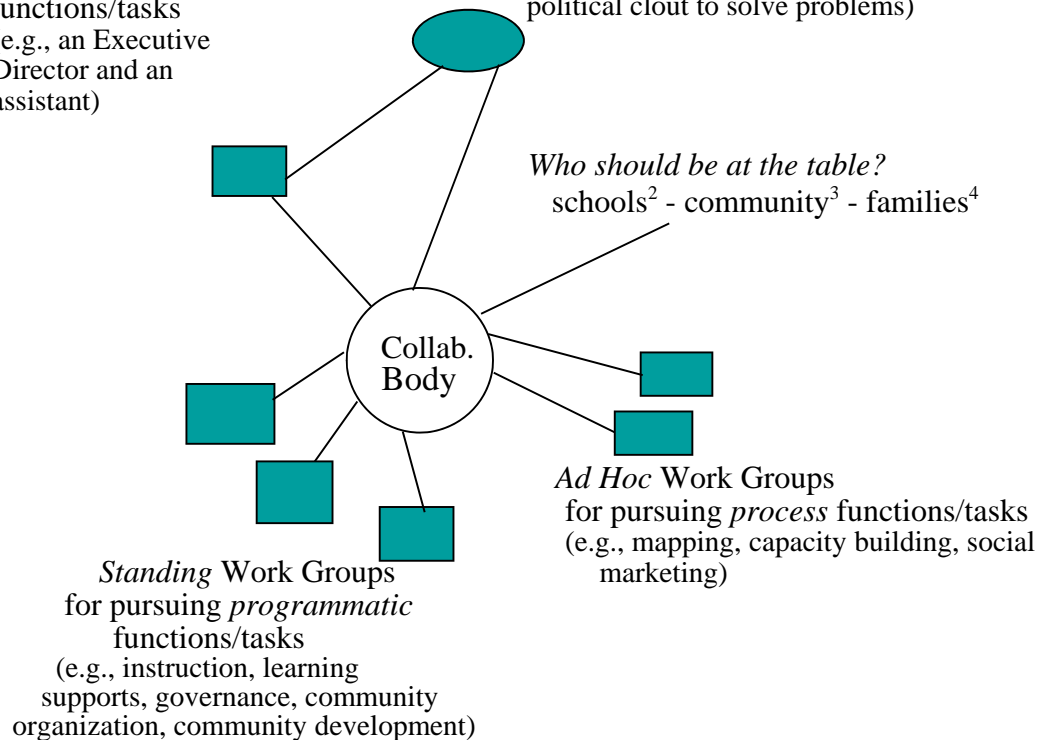 unctions/tasks
e.g., an Executive
Director and an
assistant)
political clout to solve problems)
Who should be at the table?
schools² - community³ - families⁴
Collab.
Body
Ad Hoc Work Groups
for pursuing process functions/tasks
(e.g., mapping, capacity building, social
marketing)
Standing Work Groups
for pursuing programmatic
functions/tasks
(e.g., instruction, learning
supports, governance, community
organization, community development)